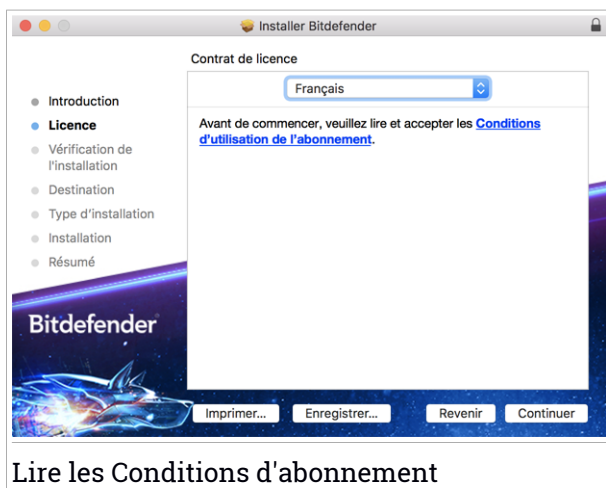 Installer Bitdefender
Contrat de licence
Français
Introduction
Licence
Vérification de
l'installation
Destination
Type d'installation
Installation
Résumé
Avant de commencer, veuillez lire et accepter les Conditions
d'utilisation de l'abonnement.
Bitdefender
Imprimer...
Enregistrer...
Revenir
Continuer
Lire les Conditions d'abonnement